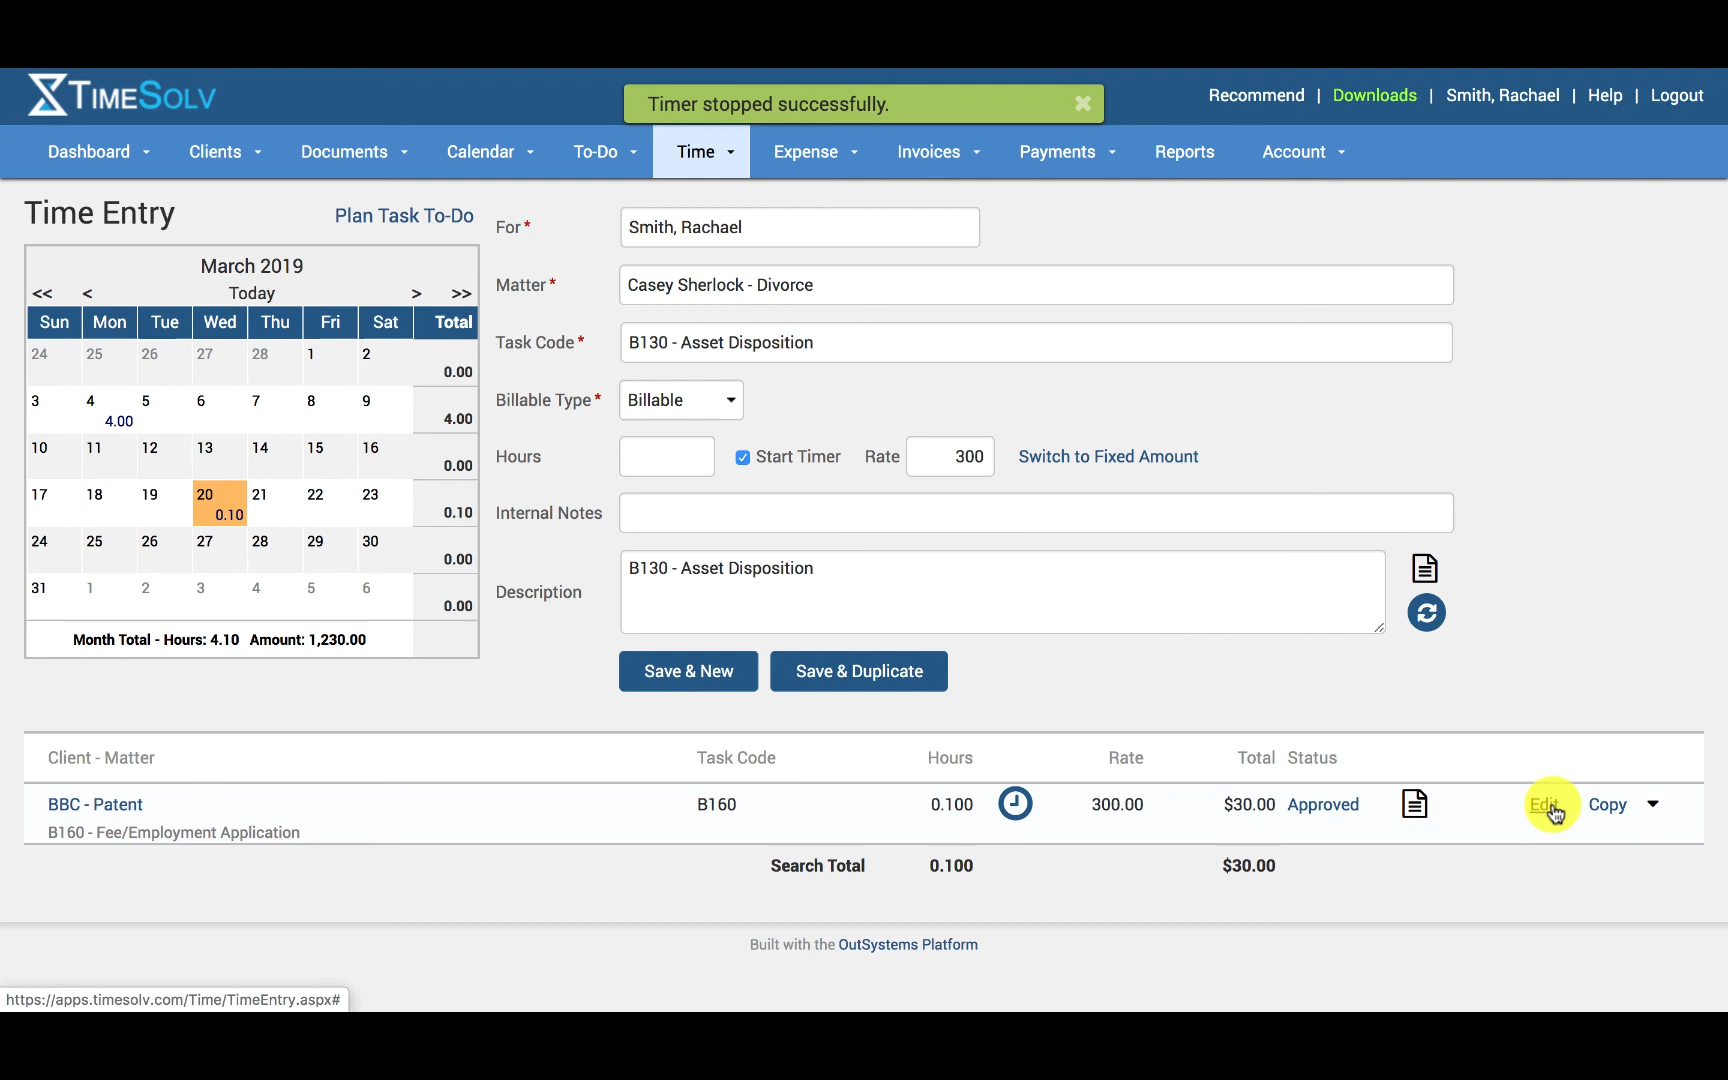 TIMESOLV
Timer stopped successfully.
Recommend | Downloads | Smith, Rachael | Help | Logout
Dashboard Clients Documents Calendar To-Do Time Expense Invoices Payments Reports Account
Time Entry
Plan Task To-Do
March 2019
<< < Today > >>
Sun Mon Tue Wed Thu Fri Sat Total
24 25 26 27 28 1 2
0.00
3 4 5 6 7 8 9
4.00 4.00
10 11 12 13 14 15 16
0.00
17 18 19 20 21 22 23
0.10 0.10
24 25 26 27 28 29 30
0.00
31 1 2 3 4 5 6
0.00
Month Total - Hours: 4.10 Amount: 1,230.00
For* Smith, Rachael
Matter* Casey Sherlock - Divorce
Task Code* B130 - Asset Disposition
Billable Type* Billable
Hours Start Timer Rate 300 Switch to Fixed Amount
Internal Notes
Description B130 - Asset Disposition
Save & New Save & Duplicate
Client - Matter Task Code Hours Rate Total Status
BBC - Patent B160 0.100 300.00 $30.00 Approved Edit Copy
B160 - Fee/Employment Application
Search Total 0.100 $30.00
Built with the OutSystems Platform
https://apps.timesolv.com/Time/TimeEntry.aspx#